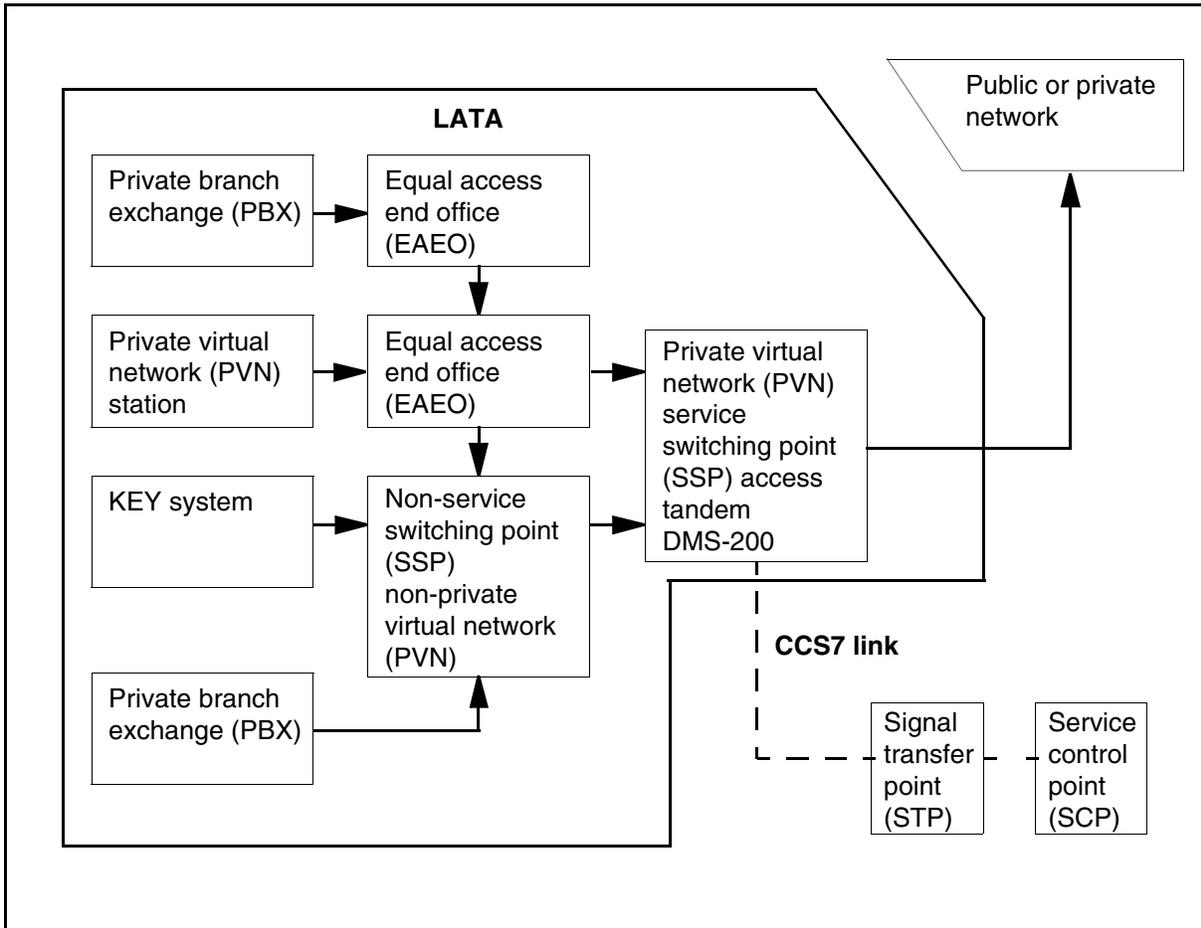 Public or private
network
LATA
Private branch
exchange (PBX)
Equal access
end office
(EAEO)
Private virtual
network (PVN)
station
Equal access
end office
(EAEO)
Private virtual
network (PVN)
service
switching point
(SSP) access
tandem
DMS-200
KEY system
Non-service
switching point
(SSP)
non-private
virtual network
(PVN)
CCS7 link
Private branch
exchange (PBX)
Signal
transfer
point
(STP)
Service
control
point
(SCP)